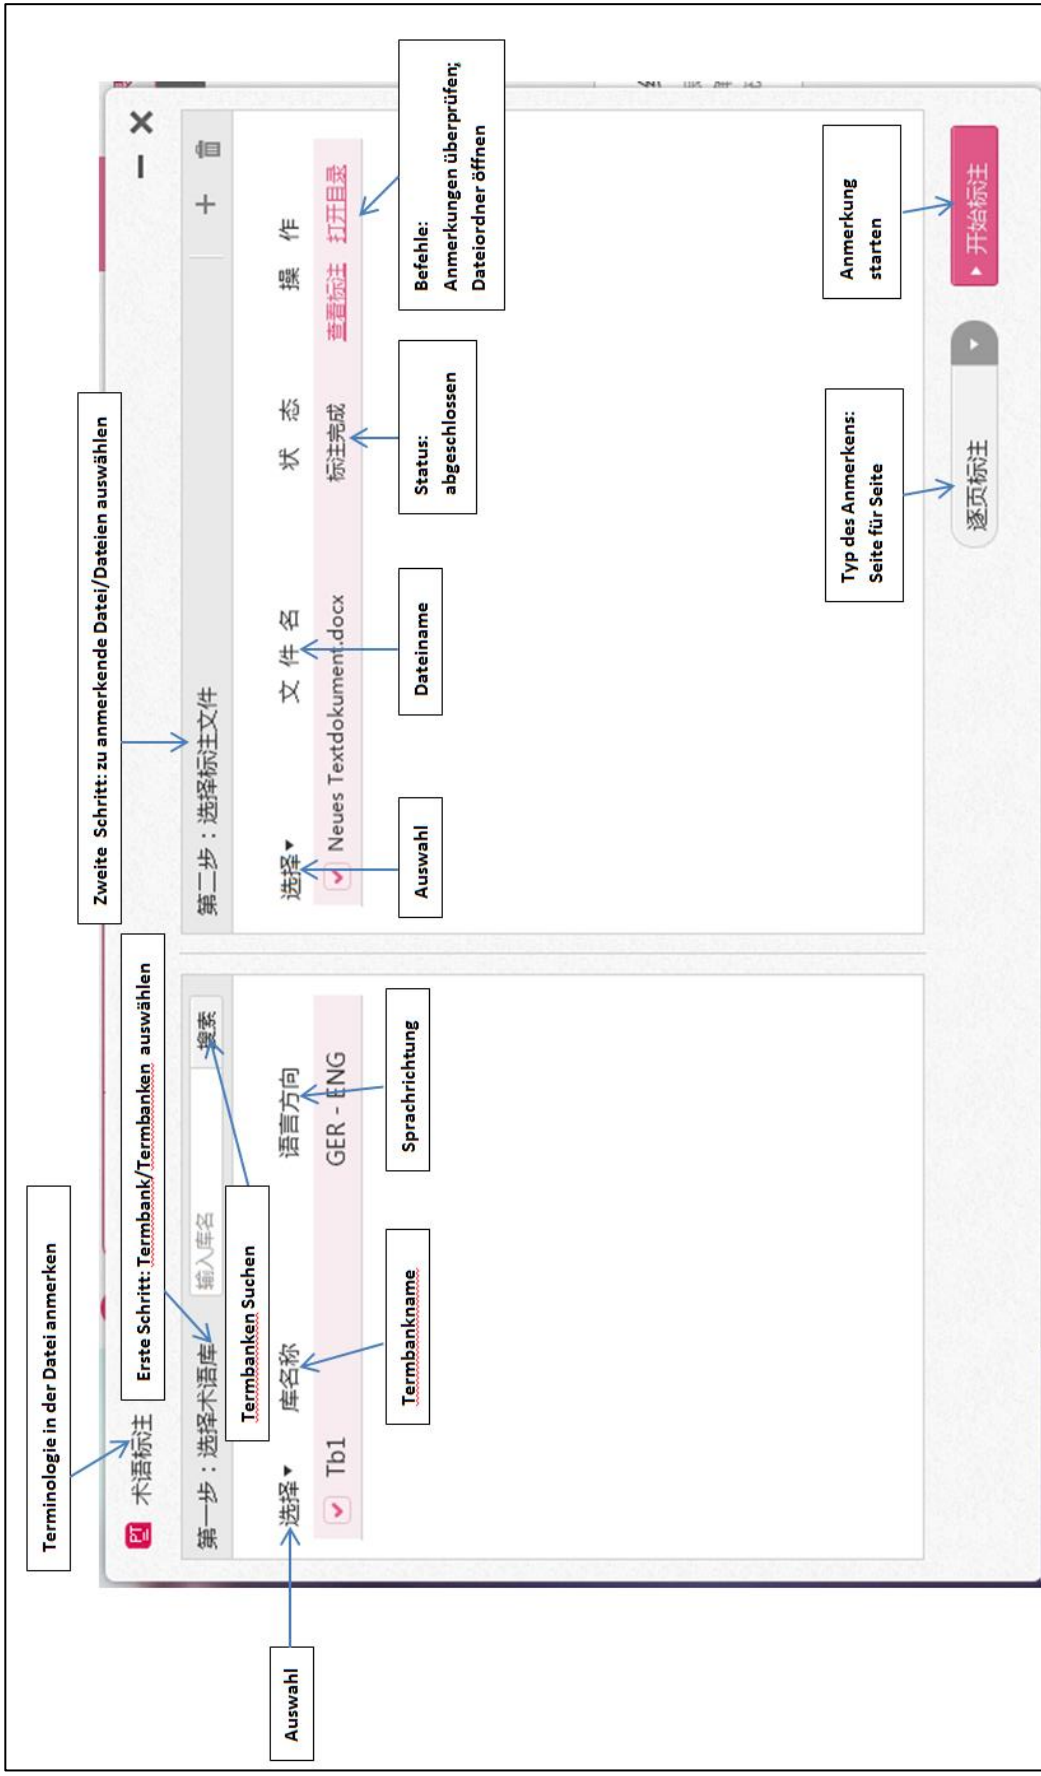 Terminologie in der Datei anmerken
Zweite Schritt: zu anmerkende Datei/Dateien auswählen
Erste Schritt: Termbank/Termbanken auswählen
PT 术语标注
第一步：选择术语库
输入库名
搜索
第二步：选择标注文件
Termbanken Suchen
Auswahl
选择
库名称
语言方向
选择
文 件 名
状 态
操 作
Tb1
GER - ENG
Neues Textdokument.docx
标注完成
查看标注
打开目录
Termbankname
Sprachrichtung
Auswahl
Dateiname
Status:
abgeschlossen
Befehle:
Anmerkungen überprüfen;
Dateiordner öffnen
Typ des Anmerkens:
Seite für Seite
Anmerkung
starten
逐页标注
开始标注